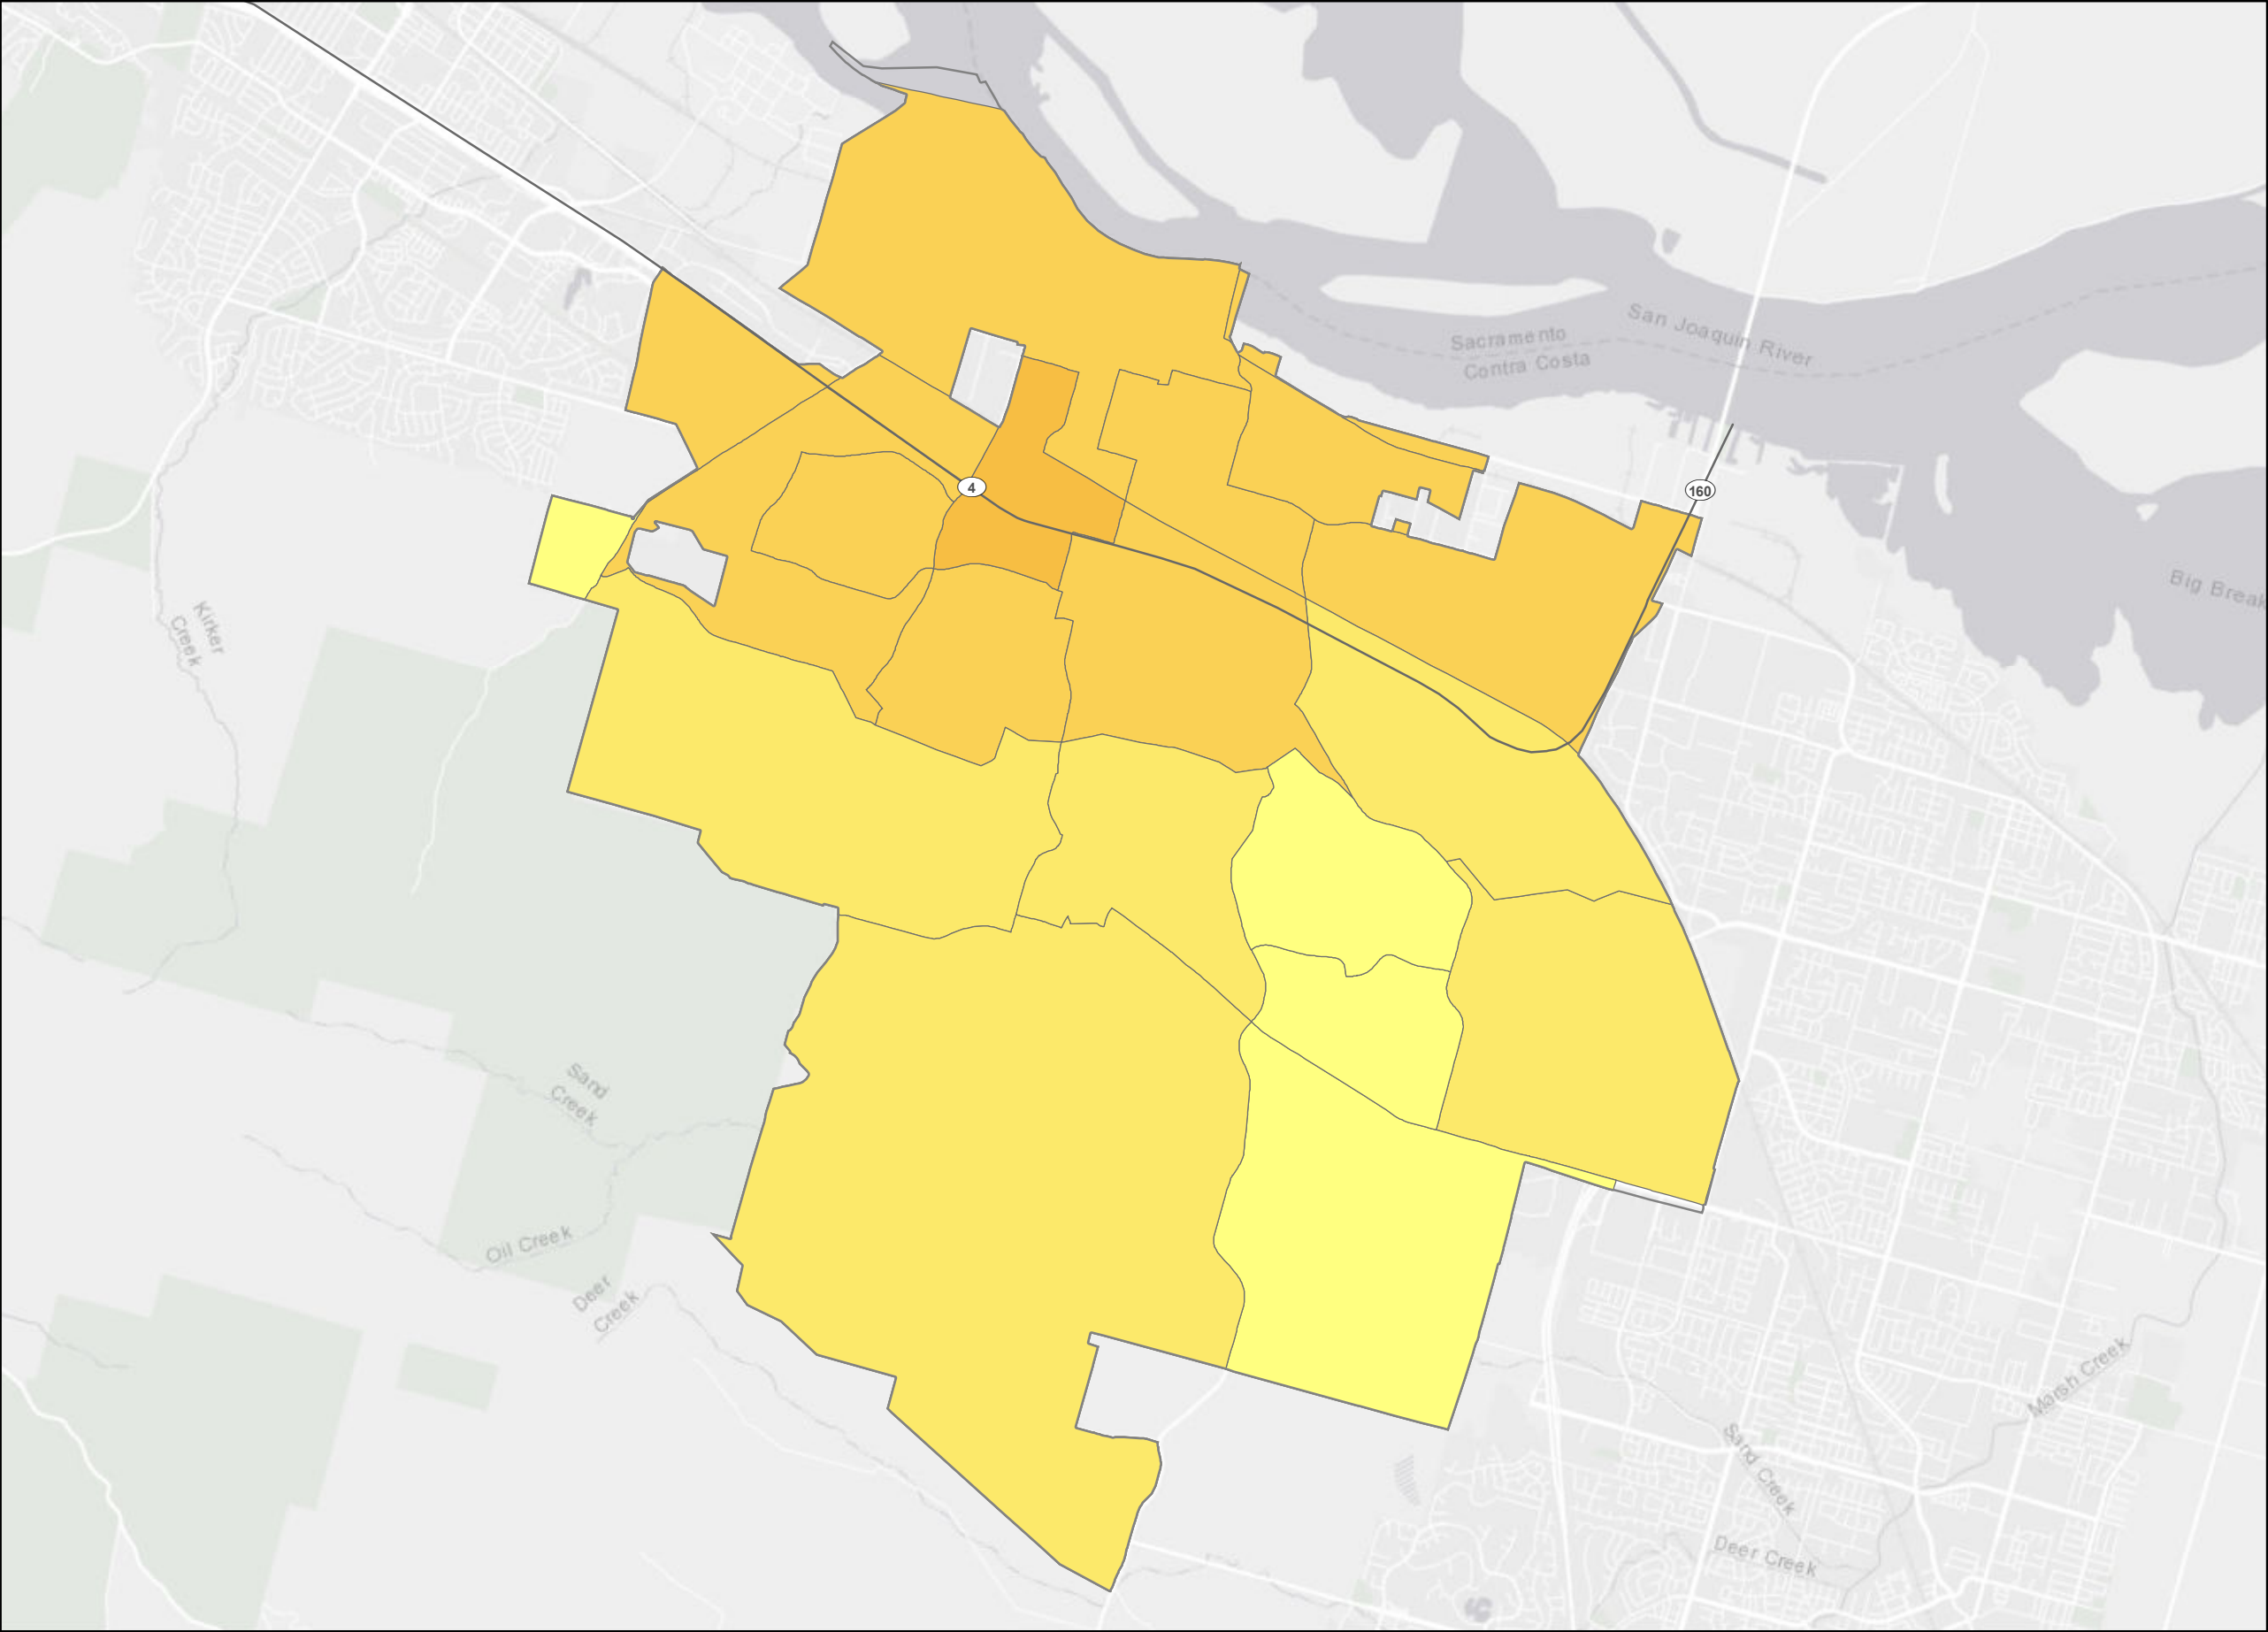 Sacramento
Contra Costa
San Joaquin River
4
160
Big Break
Kirker
Creek
Sand
Creek
Oil Creek
Deer
Creek
Marsh Creek
Sand Creek
Deer Creek